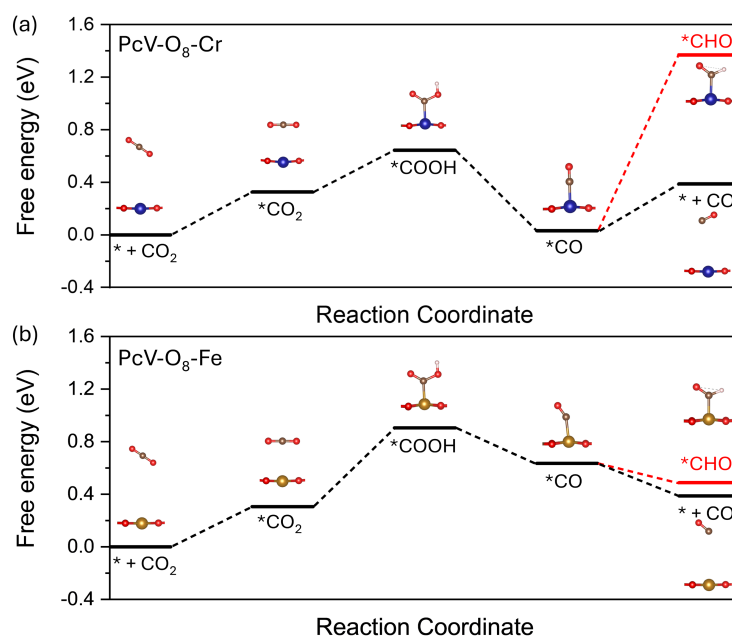 (a)
PcV-O₈-Cr
Free energy (eV)
1.6
1.2
0.8
0.4
0.0
-0.4
* + CO₂
*CO₂
*COOH
*CO
*CHO
* + CO
Reaction Coordinate
(b)
PcV-O₈-Fe
Free energy (eV)
1.6
1.2
0.8
0.4
0.0
-0.4
* + CO₂
*CO₂
*COOH
*CO
*CHO
* + CO
Reaction Coordinate